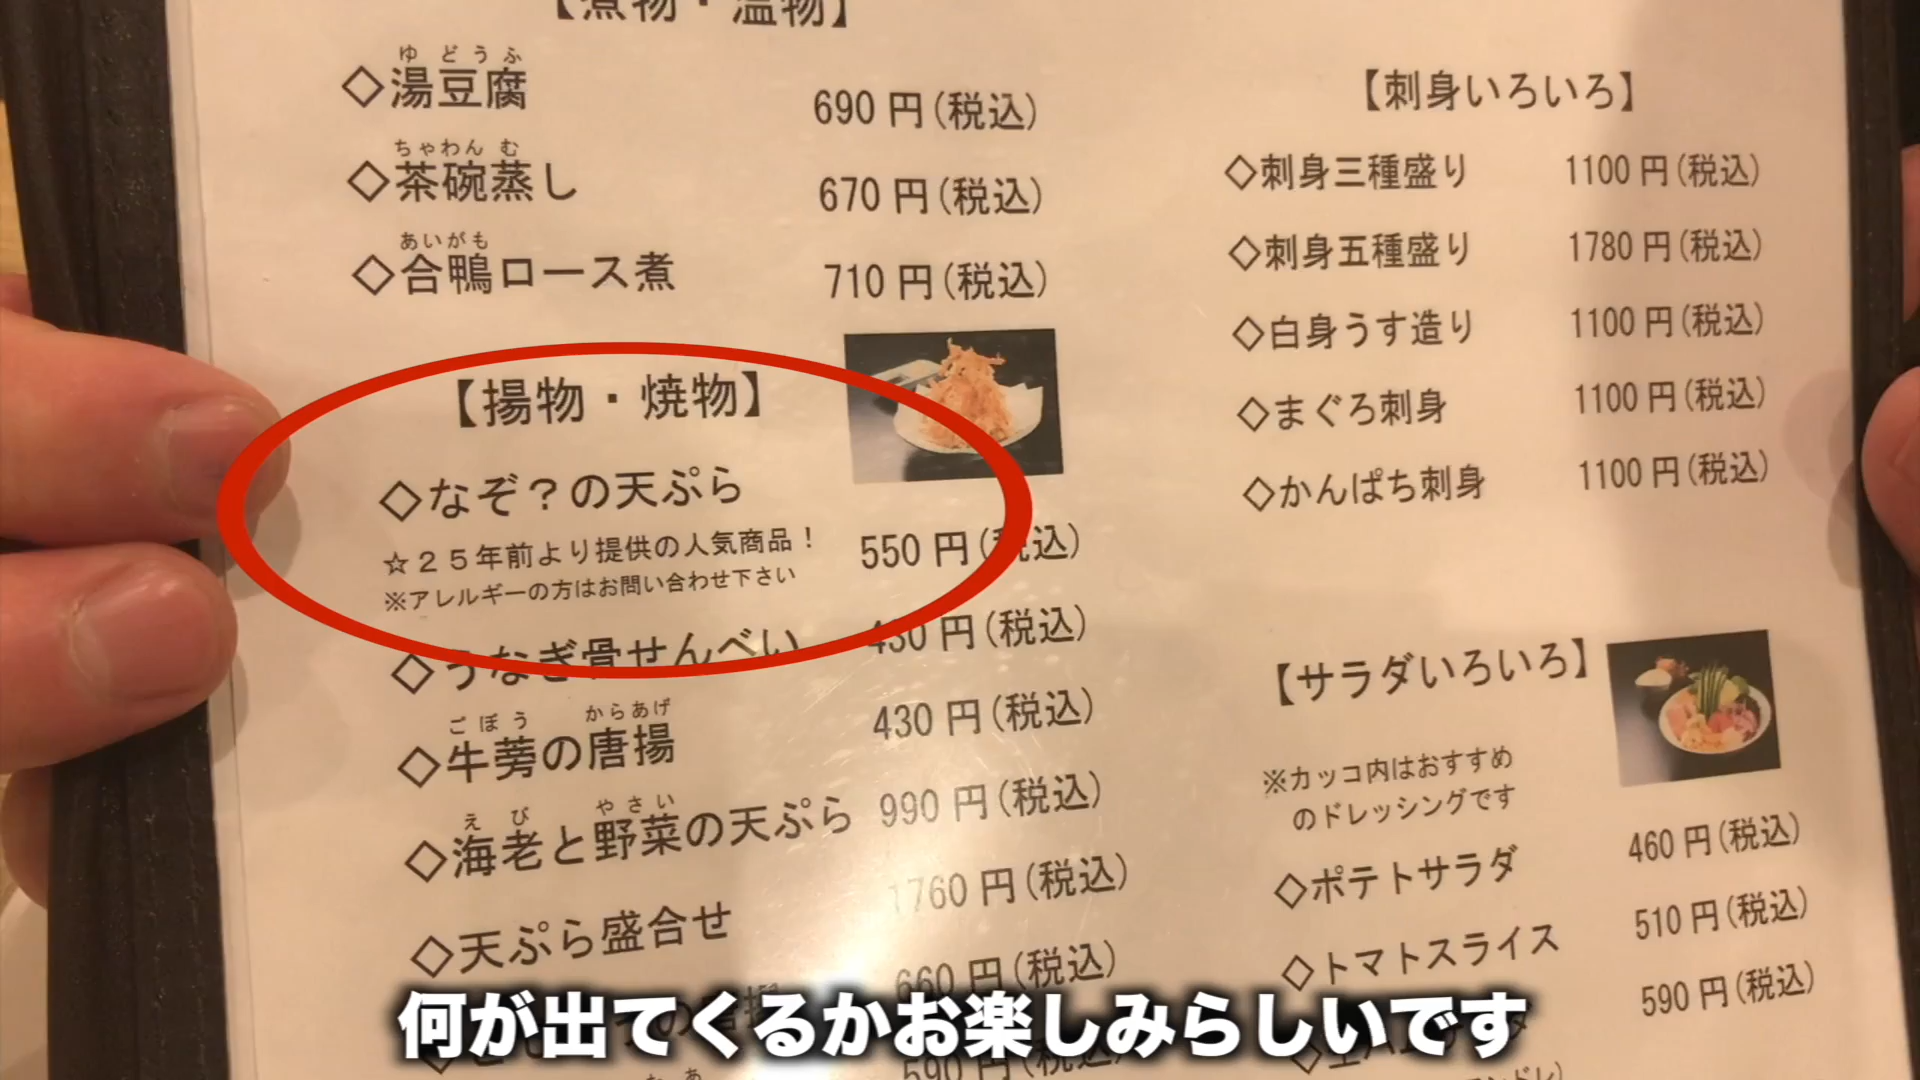 【煮物・温物】
ゆどうふ
◇湯豆腐 690円(税込)
ちゃわんむ
◇茶碗蒸し 670円(税込)
あいがも
◇合鴨ロース煮 710円(税込)
【揚物・焼物】
◇なぞ？の天ぷら
☆２５年前より提供の人気商品！ 550円(税込)
※アレルギーの方はお問い合わせ下さい
◇うなぎ骨せんべい 430円(税込)
ごぼう からあげ
◇牛蒡の唐揚 430円(税込)
えび やさい
◇海老と野菜の天ぷら 990円(税込)
◇天ぷら盛合せ 1760円(税込)
660円(税込)
590円(税込)
【刺身いろいろ】
◇刺身三種盛り 1100円(税込)
◇刺身五種盛り 1780円(税込)
◇白身うす造り 1100円(税込)
◇まぐろ刺身 1100円(税込)
◇かんぱち刺身 1100円(税込)
【サラダいろいろ】
※カッコ内はおすすめ
のドレッシングです
◇ポテトサラダ 460円(税込)
◇トマトスライス 510円(税込)
590円(税込)
何が出てくるかお楽しみらしいです